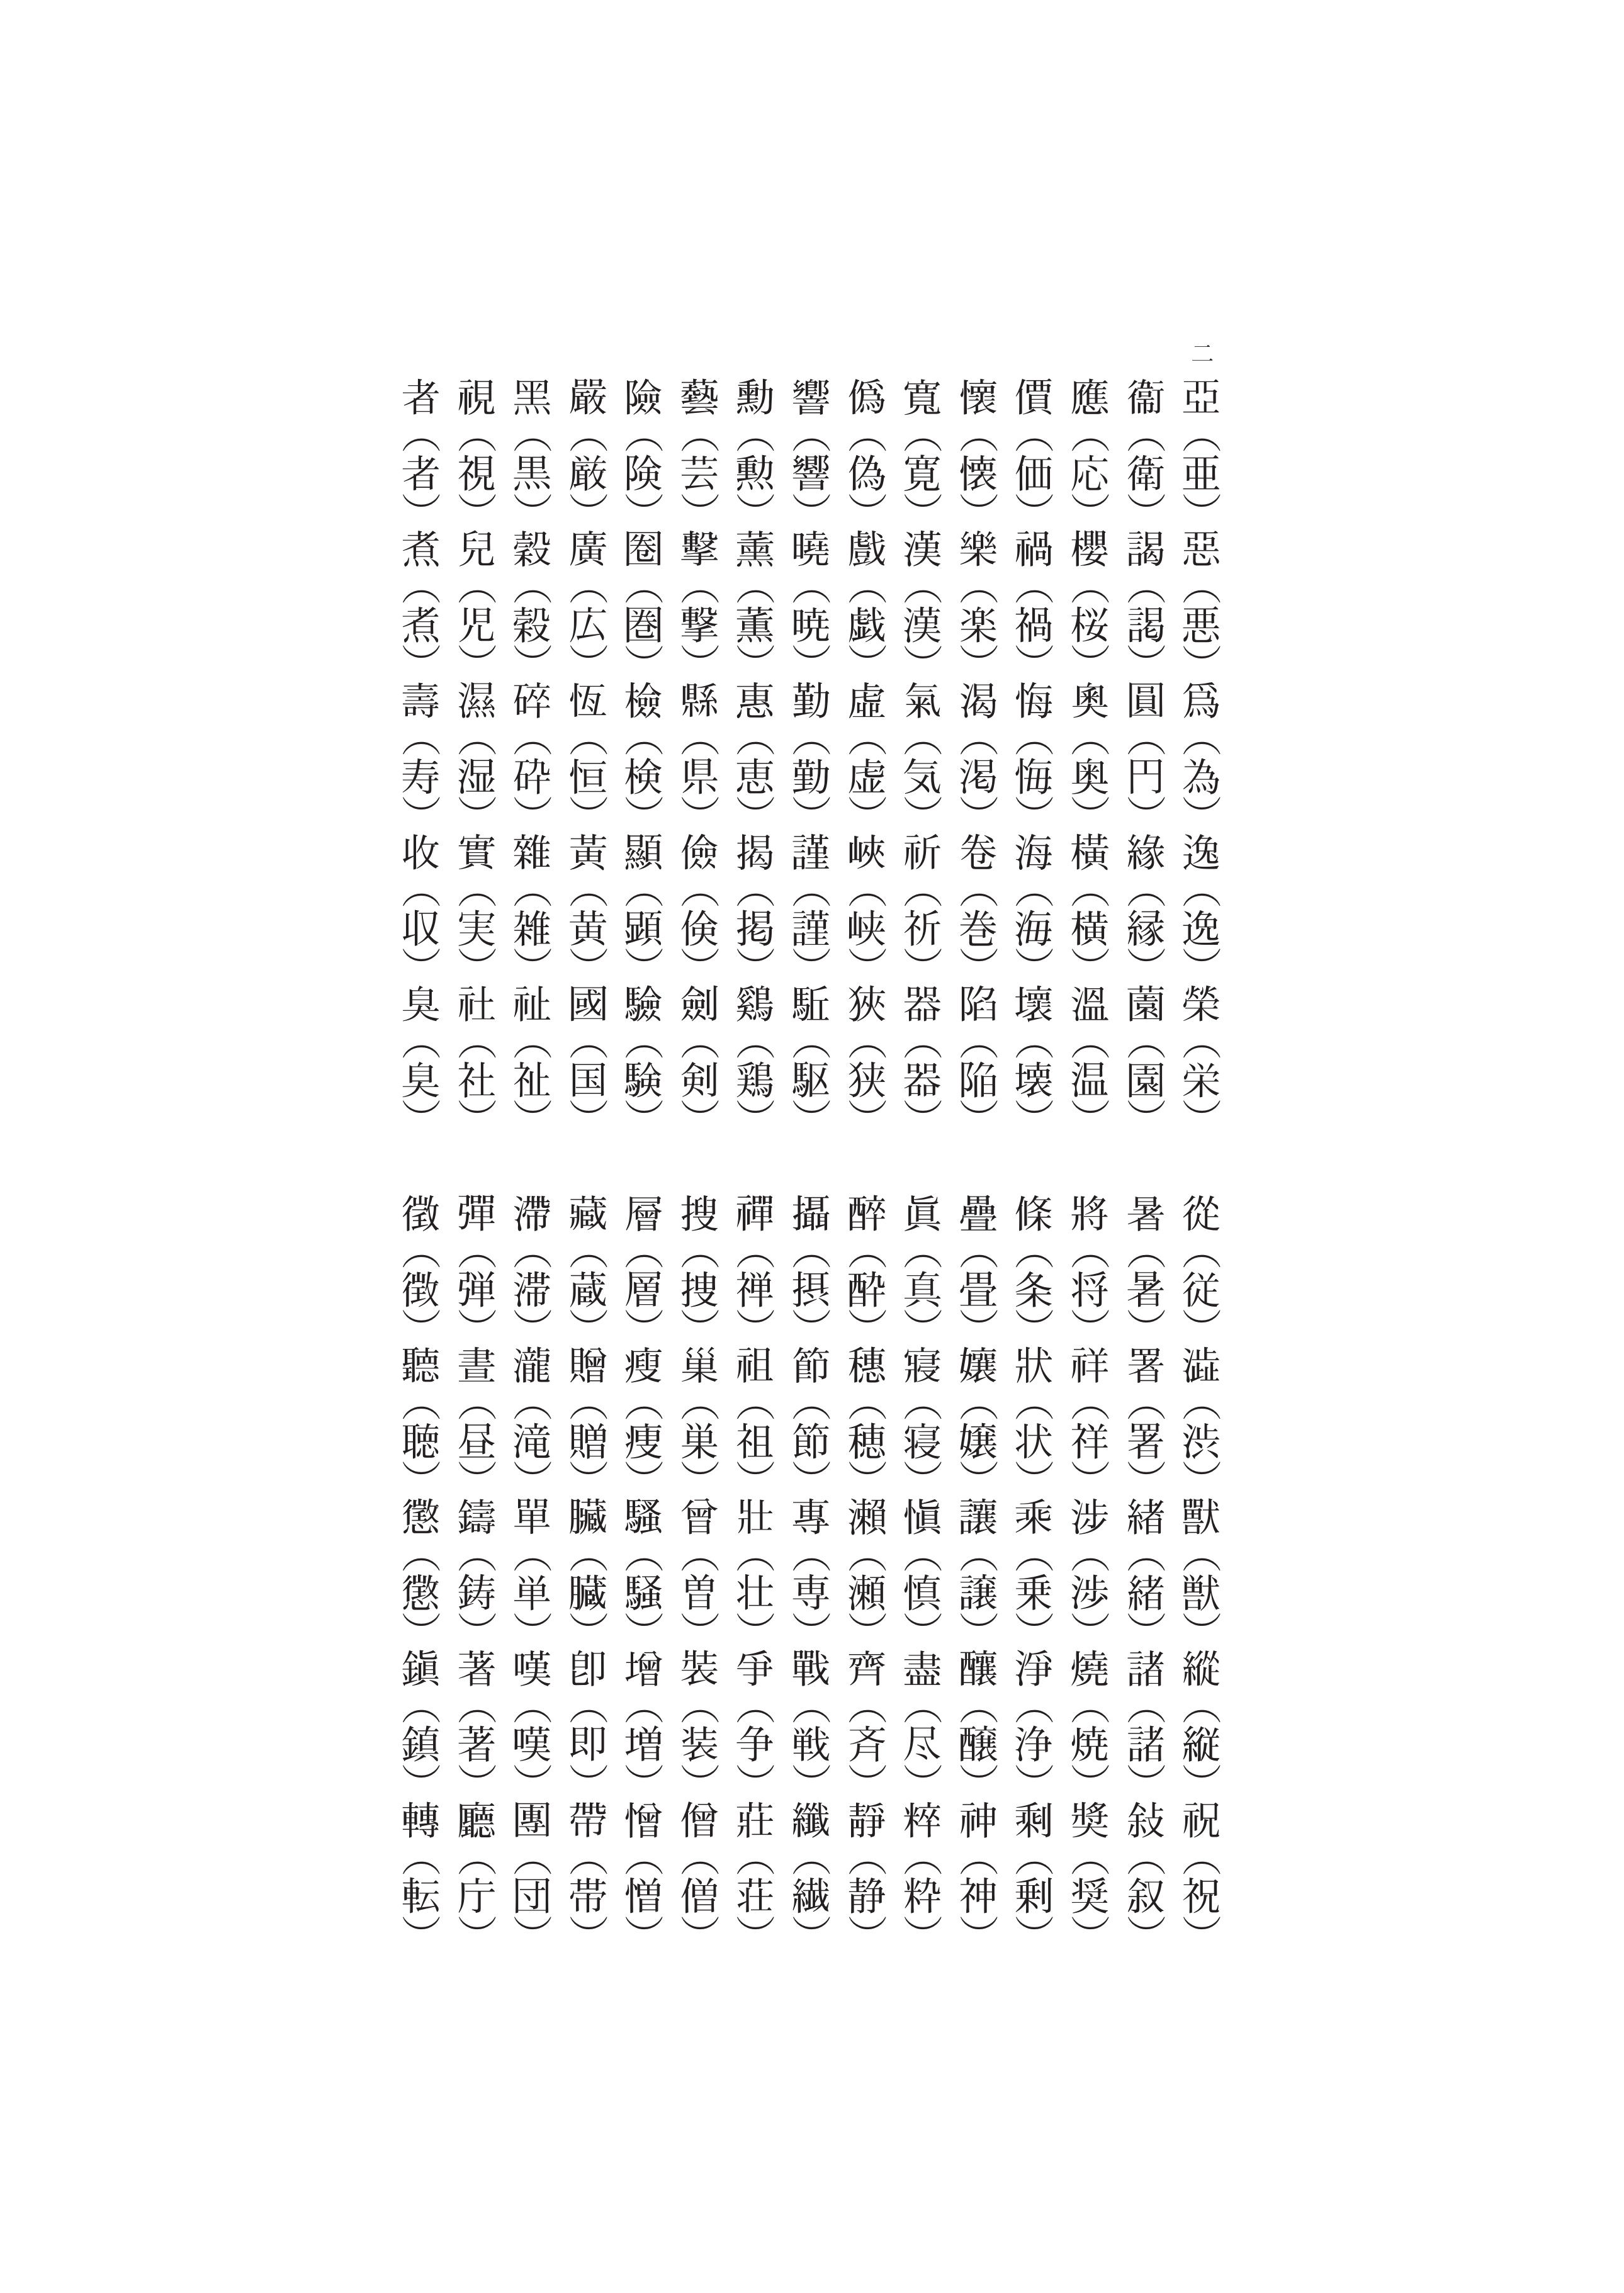 二
亞（亜）惡（悪）爲（為）逸（逸）榮（栄）
衞（衛）謁（謁）圓（円）緣（縁）薗（園）
應（応）櫻（桜）奧（奥）橫（横）溫（温）
價（価）禍（禍）悔（悔）海（海）壞（壊）
懷（懐）樂（楽）渴（渇）卷（巻）陷（陥）
寬（寛）漢（漢）氣（気）祈（祈）器（器）
僞（偽）戲（戯）虛（虚）峽（峡）狹（狭）
響（響）曉（暁）勤（勤）謹（謹）駈（駆）
勳（勲）薰（薫）惠（恵）揭（掲）鷄（鶏）
藝（芸）擊（撃）縣（県）儉（倹）劍（剣）
險（険）圈（圏）檢（検）顯（顕）驗（験）
嚴（厳）廣（広）恆（恒）黃（黄）國（国）
黑（黒）穀（穀）碎（砕）雜（雑）祉（祉）
視（視）兒（児）濕（湿）實（実）社（社）
者（者）煮（煮）壽（寿）收（収）臭（臭）
從（従）澁（渋）獸（獣）縱（縦）祝（祝）
暑（暑）署（署）緖（緒）諸（諸）敍（叙）
將（将）祥（祥）涉（渉）燒（焼）奬（奨）
條（条）狀（状）乘（乗）淨（浄）剩（剰）
疊（畳）孃（嬢）讓（譲）釀（醸）神（神）
眞（真）寢（寝）愼（慎）盡（尽）粹（粋）
醉（酔）穗（穂）瀨（瀬）齊（斉）靜（静）
攝（摂）節（節）專（専）戰（戦）纖（繊）
禪（禅）祖（祖）壯（壮）爭（争）莊（荘）
搜（捜）巢（巣）曾（曽）裝（装）僧（僧）
層（層）瘦（痩）騷（騒）增（増）憎（憎）
藏（蔵）贈（贈）臟（臓）卽（即）帶（帯）
滯（滞）瀧（滝）單（単）嘆（嘆）團（団）
彈（弾）晝（昼）鑄（鋳）著（著）廳（庁）
徵（徴）聽（聴）懲（懲）鎭（鎮）轉（転）